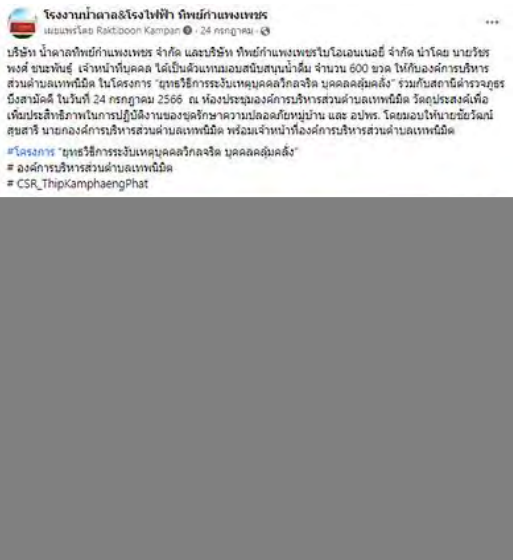 โรงงานน้ำตาล&โรงไฟฟ้า ทิพย์กำแพงเพชร
เผยแพร่โดย Raktiboon Kampan · 24 กรกฎาคม ·
บริษัท น้ำตาลทิพย์กำแพงเพชร จำกัด และบริษัท ทิพย์กำแพงเพชรไบโอเอนเนอยี่ จำกัด นำโดย นายวัชร
พงศ์ ชนะพันธุ์ เจ้าหน้าที่บุคคล ได้เป็นตัวแทนมอบสนับสนุนน้ำดื่ม จำนวน 600 ขวด ให้กับองค์การบริหาร
ส่วนตำบลเทพนิมิต ในโครงการ "ยุทธวิธีการระงับเหตุบุคคลวิกลจริต บุคคลคลุ้มคลั่ง" ร่วมกับสถานีตำรวจภูธร
บึงสามัคคี ในวันที่ 24 กรกฎาคม 2566 ณ ห้องประชุมองค์การบริหารส่วนตำบลเทพนิมิต วัตถุประสงค์เพื่อ
เพิ่มประสิทธิภาพในการปฏิบัติงานของชุดรักษาความปลอดภัยหมู่บ้าน และ อปพร. โดยมอบให้นายชัยวัฒน์
สุขสารี นายกองค์การบริหารส่วนตำบลเทพนิมิต พร้อมเจ้าหน้าที่องค์การบริหารส่วนตำบลเทพนิมิต
#โครงการ "ยุทธวิธีการระงับเหตุบุคคลวิกลจริต บุคคลคลุ้มคลั่ง"
# องค์การบริหารส่วนตำบลเทพนิมิต
# CSR_ThipKamphaengPhat